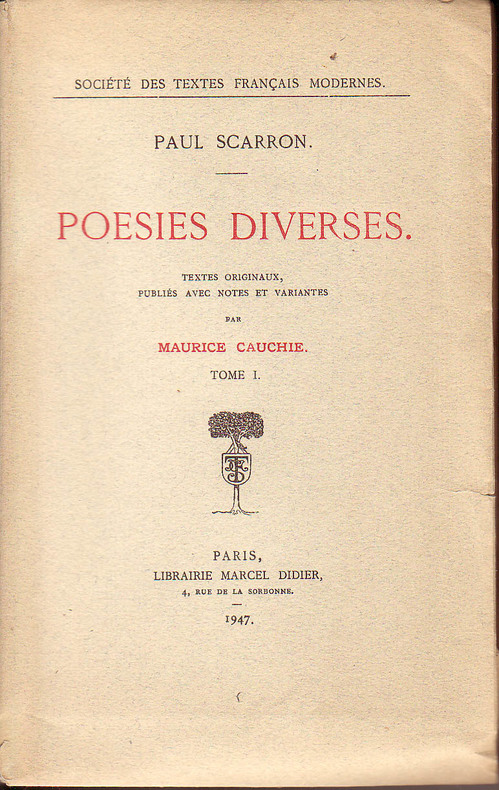 SOCIÉTÉ DES TEXTES FRANÇAIS MODERNES.
PAUL SCARRON.
POESIES DIVERSES.
TEXTES ORIGINAUX,
PUBLIÉS AVEC NOTES ET VARIANTES
PAR
MAURICE CAUCHIE.
TOME I.
PARIS,
LIBRAIRIE MARCEL DIDIER,
4, RUE DE LA SORBONNE.
1947.